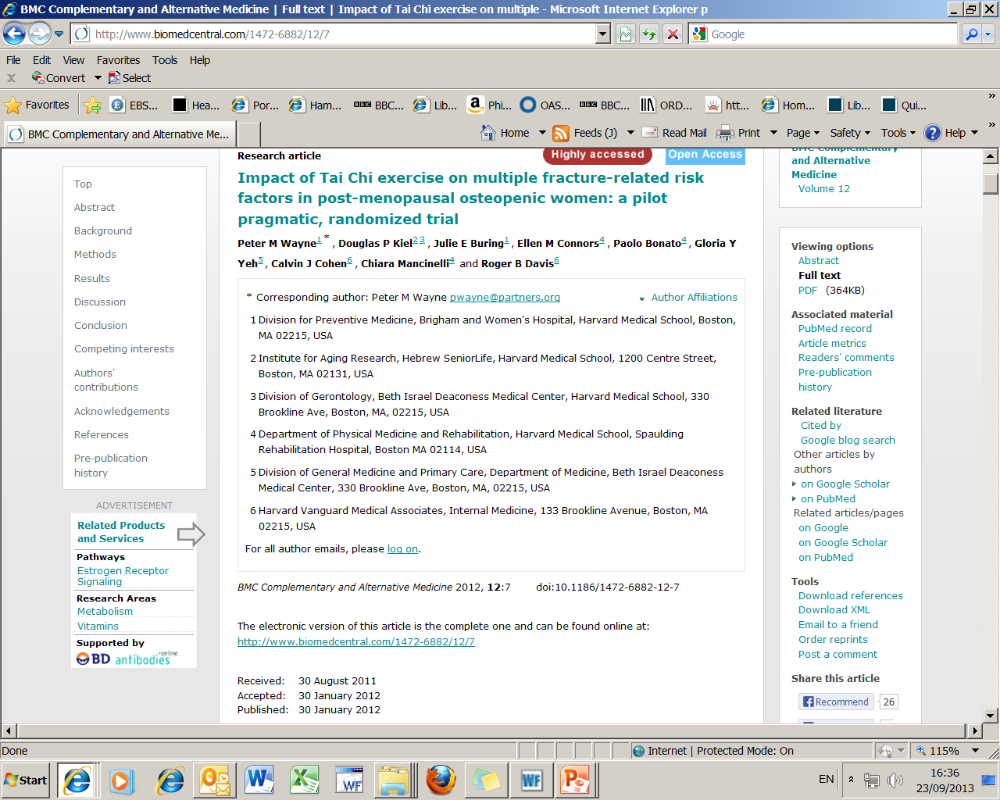 BMC Complementary and Alternative Medicine | Full text | Impact of Tai Chi exercise on multiple - Microsoft Internet Explorer p
http://www.biomedcentral.com/1472-6882/12/7
Google
File Edit View Favorites Tools Help
x Convert Select
Favorites EBS... Hea... Por... Ham... BBC BBC... Lib... Phi... OAS... BBC BBC... ORD... htt... Hom... Lib... Qui... »
BMC Complementary and Alternative Me... Home Feeds (J) Read Mail Print Page Safety Tools Help »
Top
Abstract
Background
Methods
Results
Discussion
Conclusion
Competing interests
Authors'
contributions
Acknowledgements
References
Pre-publication
history
ADVERTISEMENT
Related Products
and Services
Pathways
Estrogen Receptor
Signaling
Research Areas
Metabolism
Vitamins
Supported by
BD antibodies-online
Research article Highly accessed Open Access
Impact of Tai Chi exercise on multiple fracture-related risk
factors in post-menopausal osteopenic women: a pilot
pragmatic, randomized trial
Peter M Wayne1*, Douglas P Kiel2 3, Julie E Buring1, Ellen M Connors4, Paolo Bonato4, Gloria Y
Yeh5, Calvin J Cohen6, Chiara Mancinelli4 and Roger B Davis6
* Corresponding author: Peter M Wayne pwayne@partners.org Author Affiliations
1 Division for Preventive Medicine, Brigham and Women's Hospital, Harvard Medical School, Boston,
MA 02215, USA
2 Institute for Aging Research, Hebrew SeniorLife, Harvard Medical School, 1200 Centre Street,
Boston, MA 02131, USA
3 Division of Gerontology, Beth Israel Deaconess Medical Center, Harvard Medical School, 330
Brookline Ave, Boston, MA, 02215, USA
4 Department of Physical Medicine and Rehabilitation, Harvard Medical School, Spaulding
Rehabilitation Hospital, Boston MA 02114, USA
5 Division of General Medicine and Primary Care, Department of Medicine, Beth Israel Deaconess
Medical Center, 330 Brookline Ave, Boston, MA, 02215, USA
6 Harvard Vanguard Medical Associates, Internal Medicine, 133 Brookline Avenue, Boston, MA
02215, USA
For all author emails, please log on.
BMC Complementary and Alternative Medicine 2012, 12:7 doi:10.1186/1472-6882-12-7
The electronic version of this article is the complete one and can be found online at:
http://www.biomedcentral.com/1472-6882/12/7
Received: 30 August 2011
Accepted: 30 January 2012
Published: 30 January 2012
BMC Complementary
and Alternative
Medicine
Volume 12
Viewing options
Abstract
Full text
PDF (364KB)
Associated material
PubMed record
Article metrics
Readers' comments
Pre-publication
history
Related literature
Cited by
Google blog search
Other articles by
authors
on Google Scholar
on PubMed
Related articles/pages
on Google
on Google Scholar
on PubMed
Tools
Download references
Download XML
Email to a friend
Order reprints
Post a comment
Share this article
Recommend 26
Done Internet | Protected Mode: On 115%
Start WF WF EN 16:36
23/09/2013